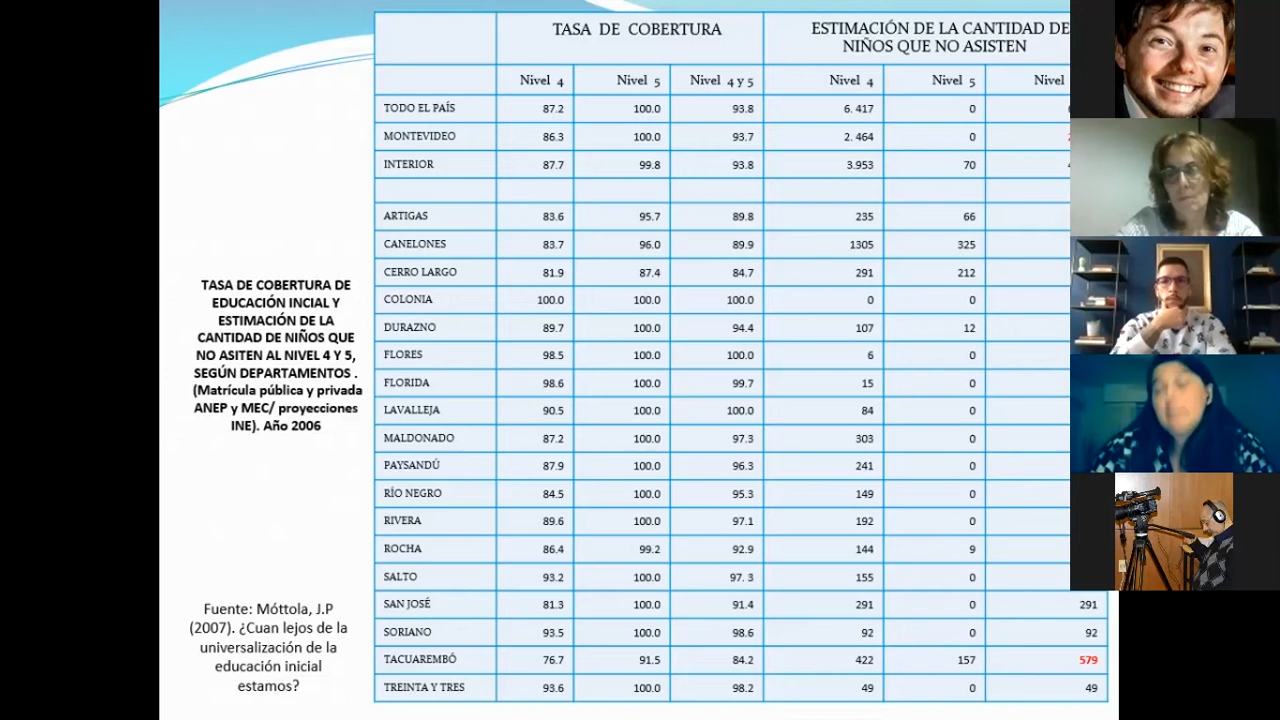 TASA DE COBERTURA ESTIMACIÓN DE LA CANTIDAD DE
NIÑOS QUE NO ASISTEN
Nivel 4 Nivel 5 Nivel 4 y 5 Nivel 4 Nivel 5 Nivel
TODO EL PAÍS 87.2 100.0 93.8 6. 417 0
MONTEVIDEO 86.3 100.0 93.7 2. 464 0
INTERIOR 87.7 99.8 93.8 3.953 70
ARTIGAS 83.6 95.7 89.8 235 66
CANELONES 83.7 96.0 89.9 1305 325
CERRO LARGO 81.9 87.4 84.7 291 212
COLONIA 100.0 100.0 100.0 0 0
DURAZNO 89.7 100.0 94.4 107 12
FLORES 98.5 100.0 100.0 6 0
FLORIDA 98.6 100.0 99.7 15 0
LAVALLEJA 90.5 100.0 100.0 84 0
MALDONADO 87.2 100.0 97.3 303 0
PAYSANDÚ 87.9 100.0 96.3 241 0
RÍO NEGRO 84.5 100.0 95.3 149 0
RIVERA 89.6 100.0 97.1 192 0
ROCHA 86.4 99.2 92.9 144 9
SALTO 93.2 100.0 97. 3 155 0
SAN JOSÉ 81.3 100.0 91.4 291 0 291
SORIANO 93.5 100.0 98.6 92 0 92
TACUAREMBÓ 76.7 91.5 84.2 422 157 579
TREINTA Y TRES 93.6 100.0 98.2 49 0 49
TASA DE COBERTURA DE
EDUCACIÓN INCIAL Y
ESTIMACIÓN DE LA
CANTIDAD DE NIÑOS QUE
NO ASITEN AL NIVEL 4 Y 5,
SEGÚN DEPARTAMENTOS .
(Matrícula pública y privada
ANEP y MEC/ proyecciones
INE). Año 2006
Fuente: Móttola, J.P
(2007). ¿Cuan lejos de la
universalización de la
educación inicial
estamos?